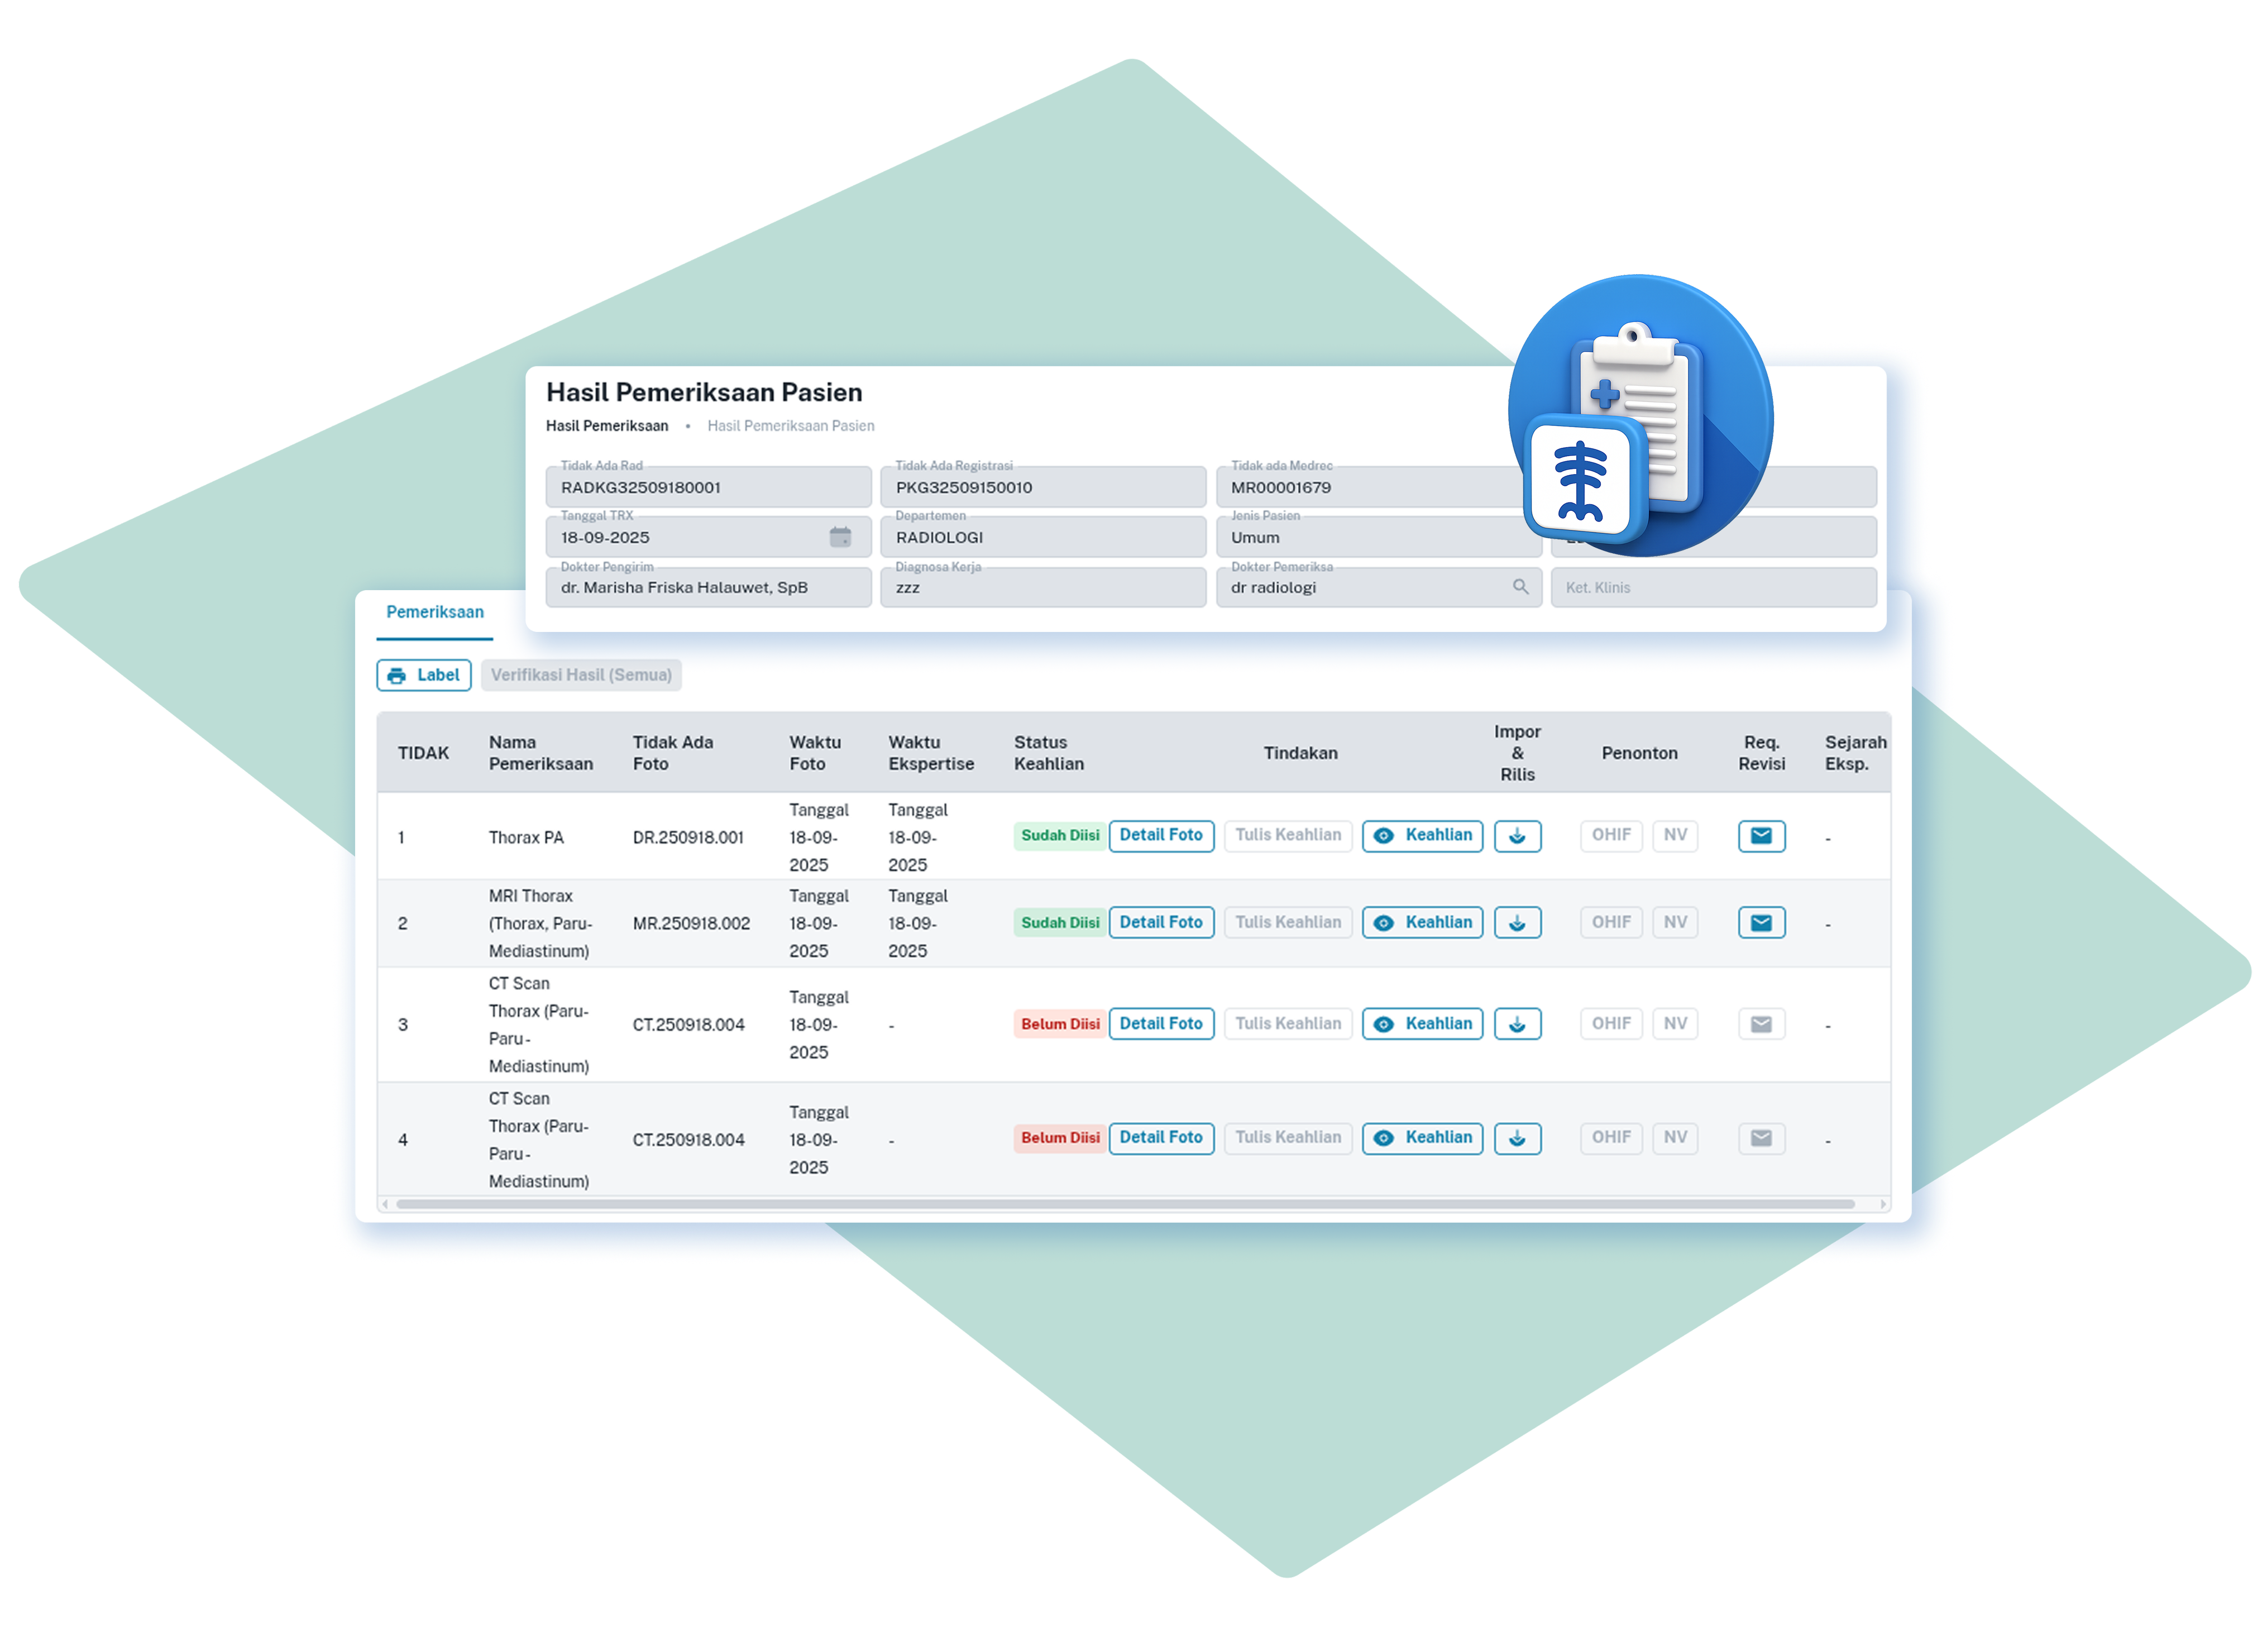 Hasil Pemeriksaan Pasien
Hasil Pemeriksaan • Hasil Pemeriksaan Pasien
Tidak Ada Rad Tidak Ada Registrasi Tidak ada Medrec
RADKG32509180001 PKG32509150010 MR00001679
Tanggal TRX Departemen Jenis Pasien
18-09-2025 RADIOLOGI Umum
Dokter Pengirim Diagnosa Kerja Dokter Pemeriksa
dr. Marisha Friska Halauwet, SpB zzz dr radiologi Ket. Klinis
Pemeriksaan
Label Verifikasi Hasil (Semua)
TIDAK
Nama
Pemeriksaan
Tidak Ada
Foto
Waktu
Foto
Waktu
Ekspertise
Status
Keahlian
Tindakan
Impor
&
Rilis
Penonton
Req.
Revisi
Sejarah
Eksp.
1
Thorax PA
DR.250918.001
Tanggal
18-09-
2025
Tanggal
18-09-
2025
Sudah Diisi Detail Foto Tulis Keahlian Keahlian OHIF NV -
2
MRI Thorax
(Thorax, Paru-
Mediastinum)
MR.250918.002
Tanggal
18-09-
2025
Tanggal
18-09-
2025
Sudah Diisi Detail Foto Tulis Keahlian Keahlian OHIF NV -
3
CT Scan
Thorax (Paru-
Paru-
Mediastinum)
CT.250918.004
Tanggal
18-09-
2025
-
Belum Diisi Detail Foto Tulis Keahlian Keahlian OHIF NV -
4
CT Scan
Thorax (Paru-
Paru-
Mediastinum)
CT.250918.004
Tanggal
18-09-
2025
-
Belum Diisi Detail Foto Tulis Keahlian Keahlian OHIF NV -